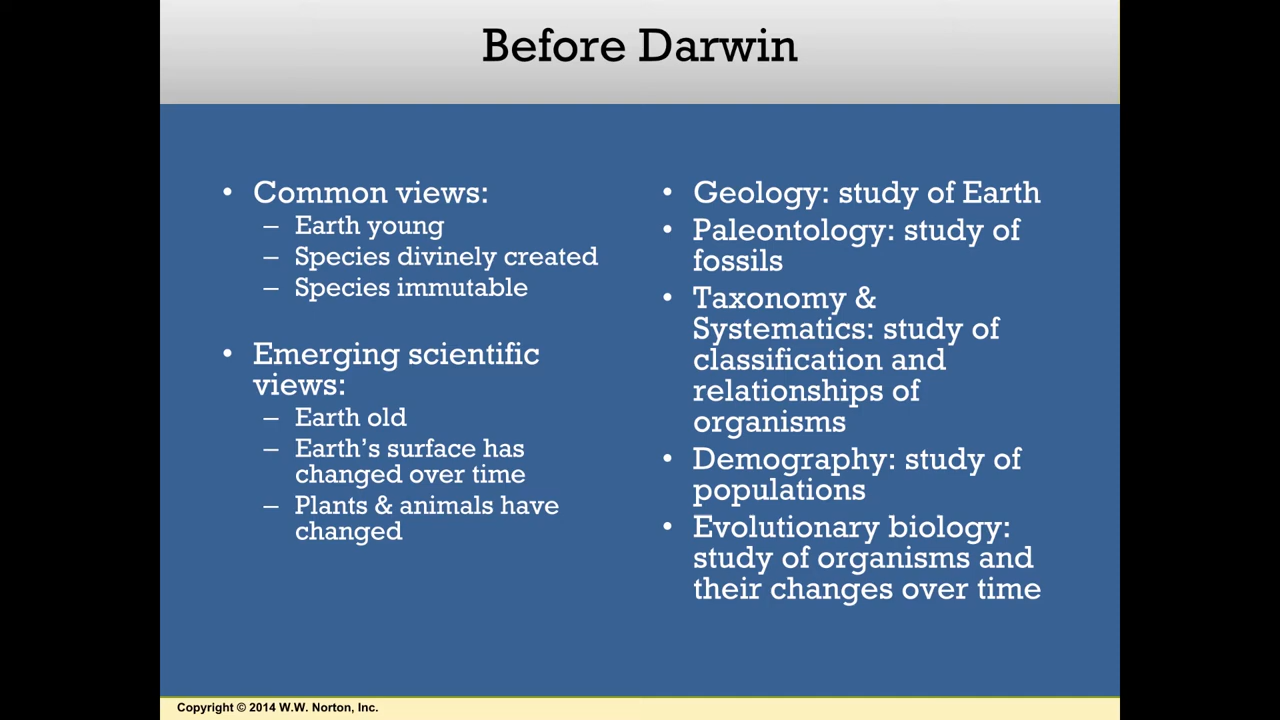 Before Darwin
• Common views:
– Earth young
– Species divinely created
– Species immutable
• Emerging scientific
views:
– Earth old
– Earth’s surface has
changed over time
– Plants & animals have
changed
• Geology: study of Earth
• Paleontology: study of
fossils
• Taxonomy &
Systematics: study of
classification and
relationships of
organisms
• Demography: study of
populations
• Evolutionary biology:
study of organisms and
their changes over time
Copyright © 2014 W.W. Norton, Inc.